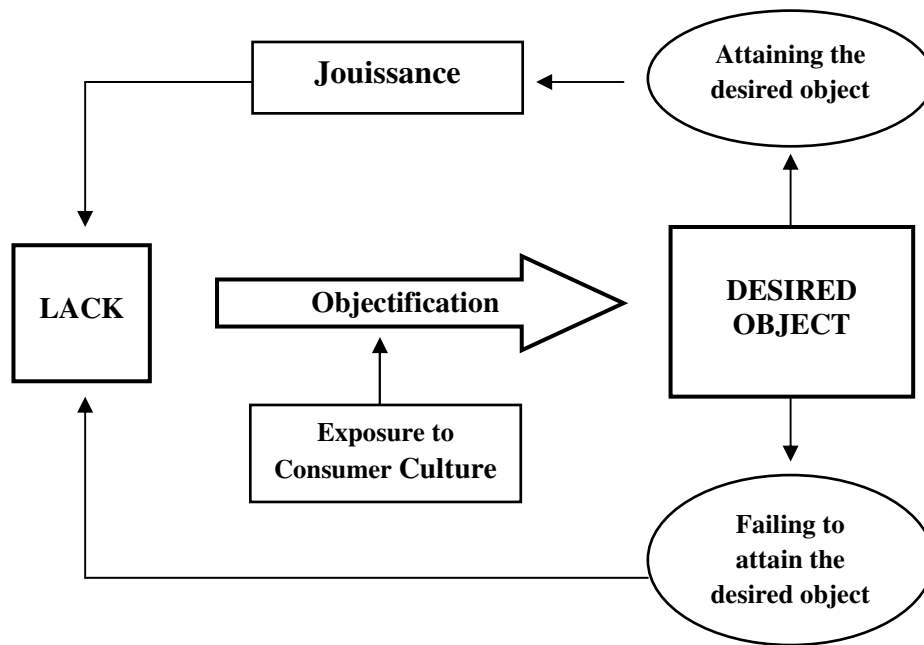 Jouissance
Attaining the
desired object
LACK
Objectification
DESIRED
OBJECT
Exposure to
Consumer Culture
Failing to
attain the
desired object